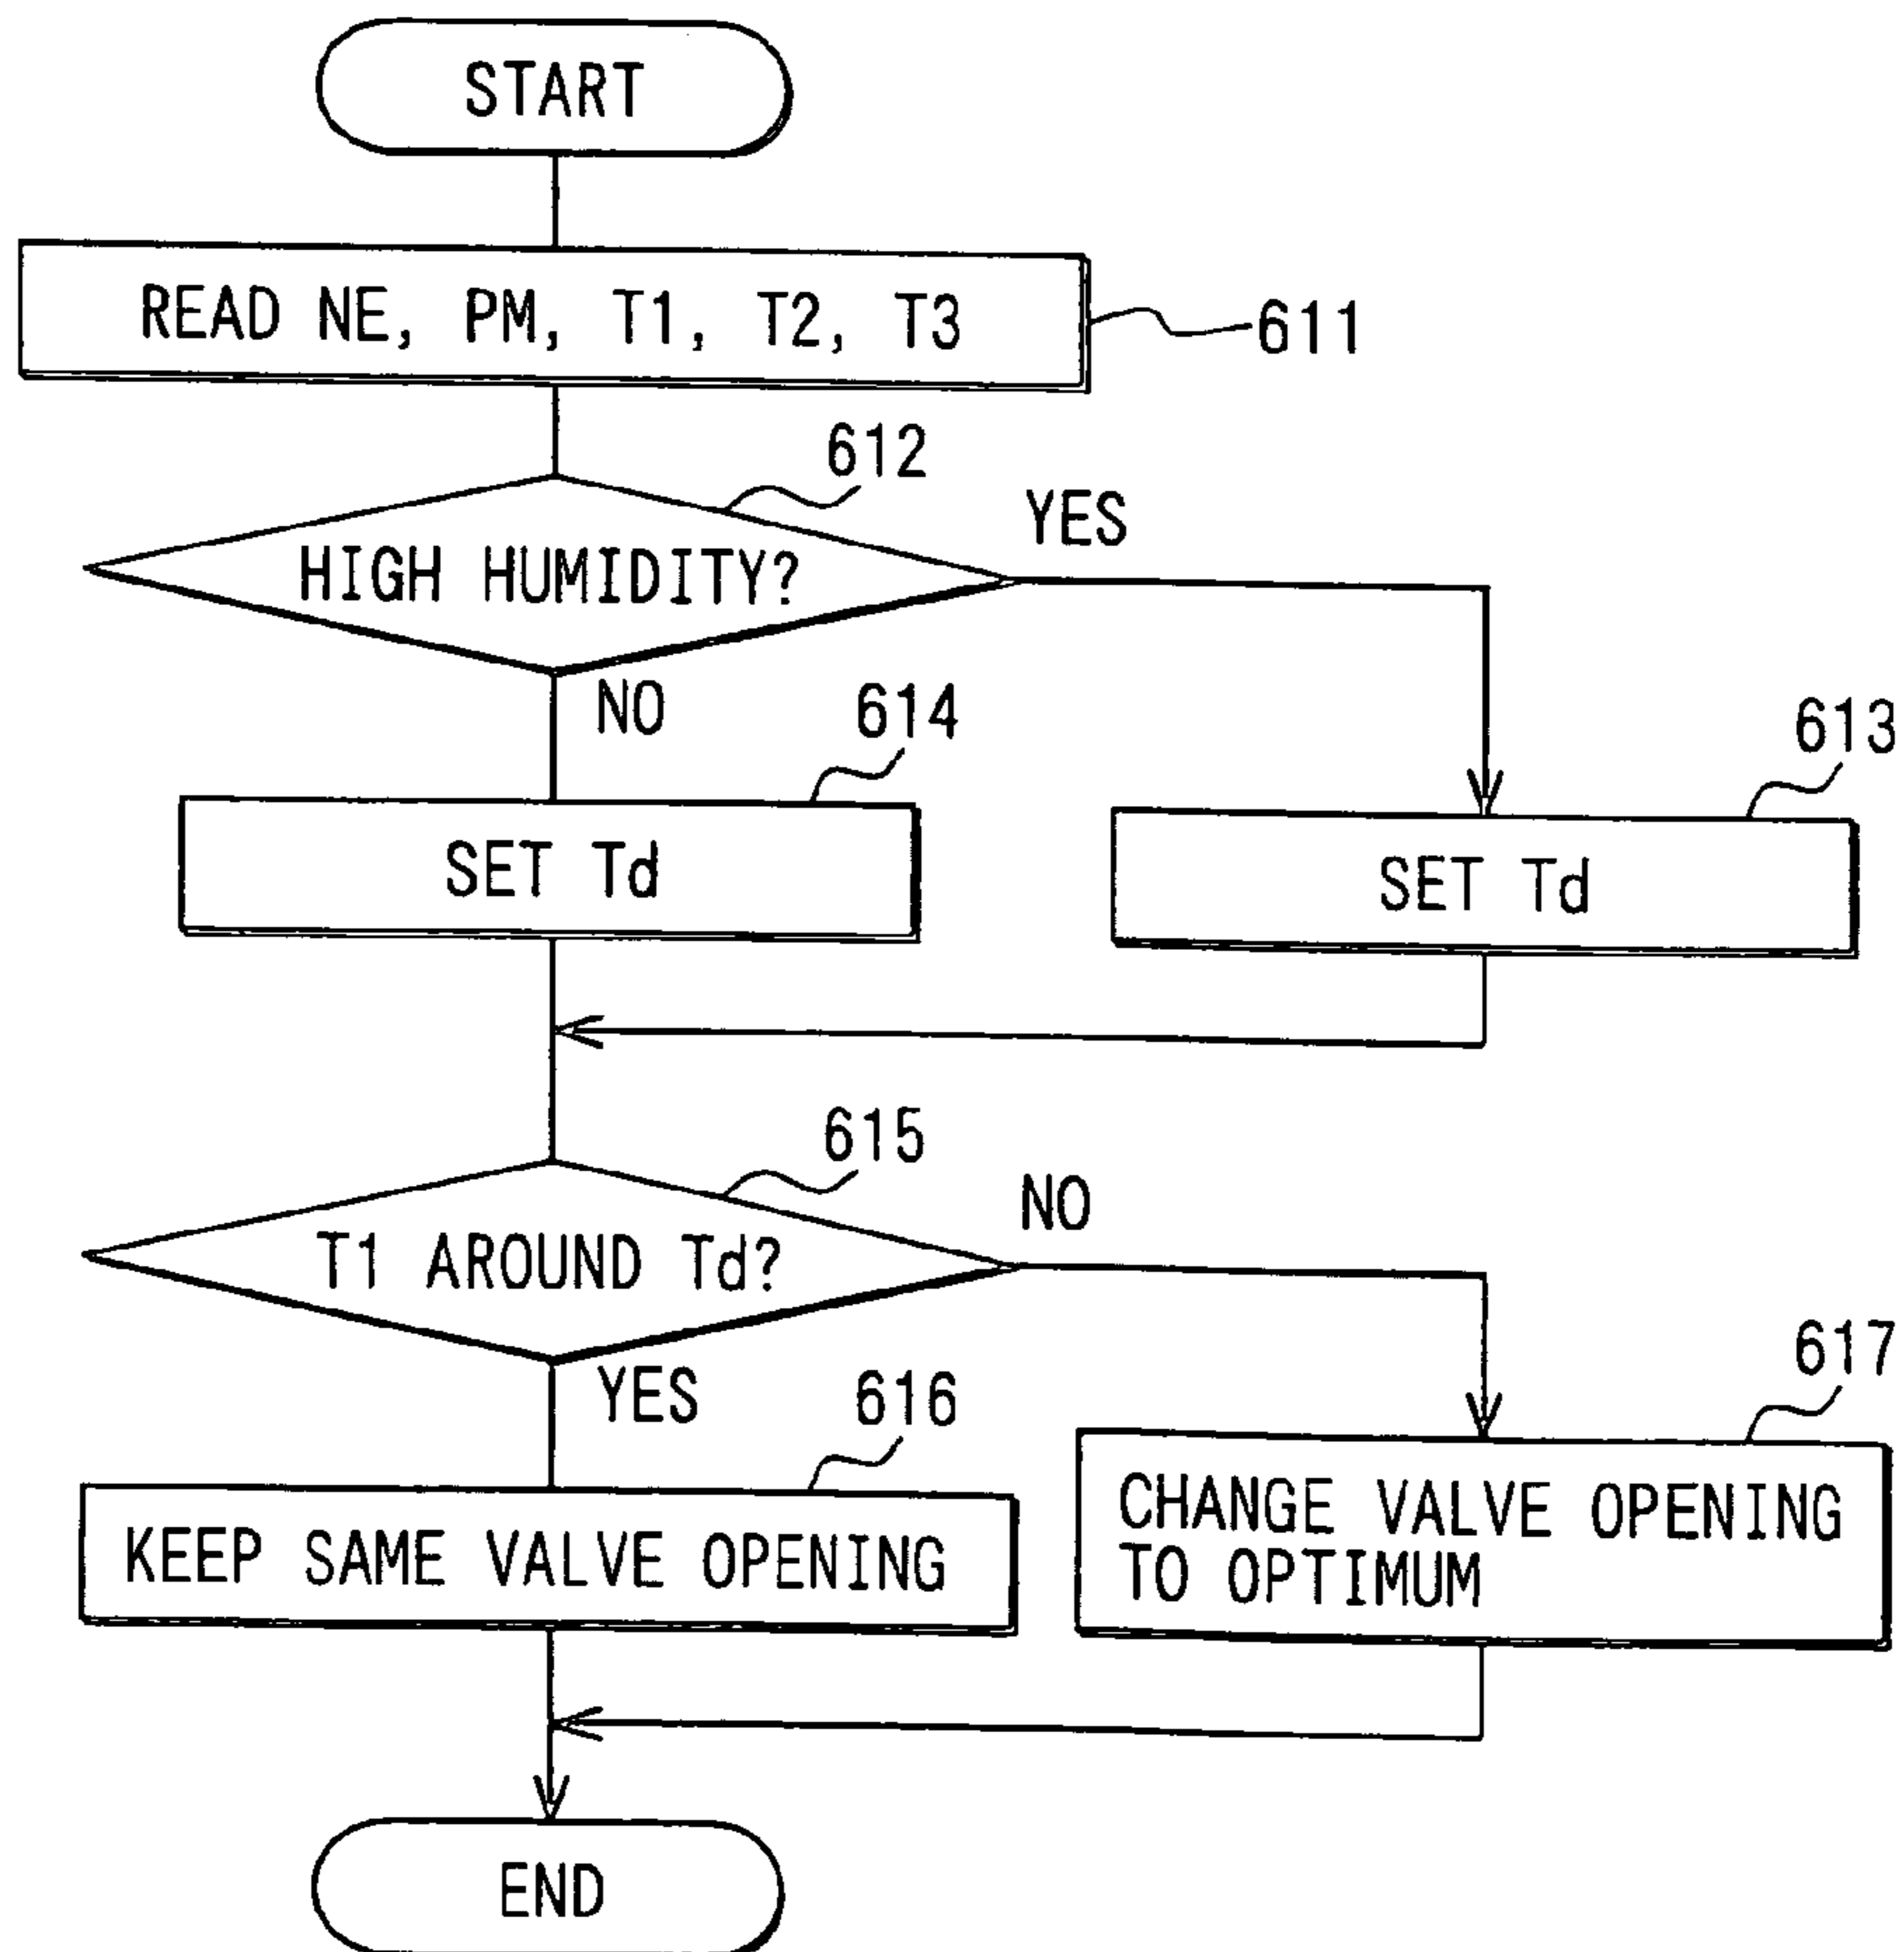 START
READ NE, PM, T1, T2, T3
611
612
HIGH HUMIDITY?
YES
NO
614
613
SET Td
SET Td
615
T1 AROUND Td?
NO
YES
616
617
KEEP SAME VALVE OPENING
CHANGE VALVE OPENING
TO OPTIMUM
END